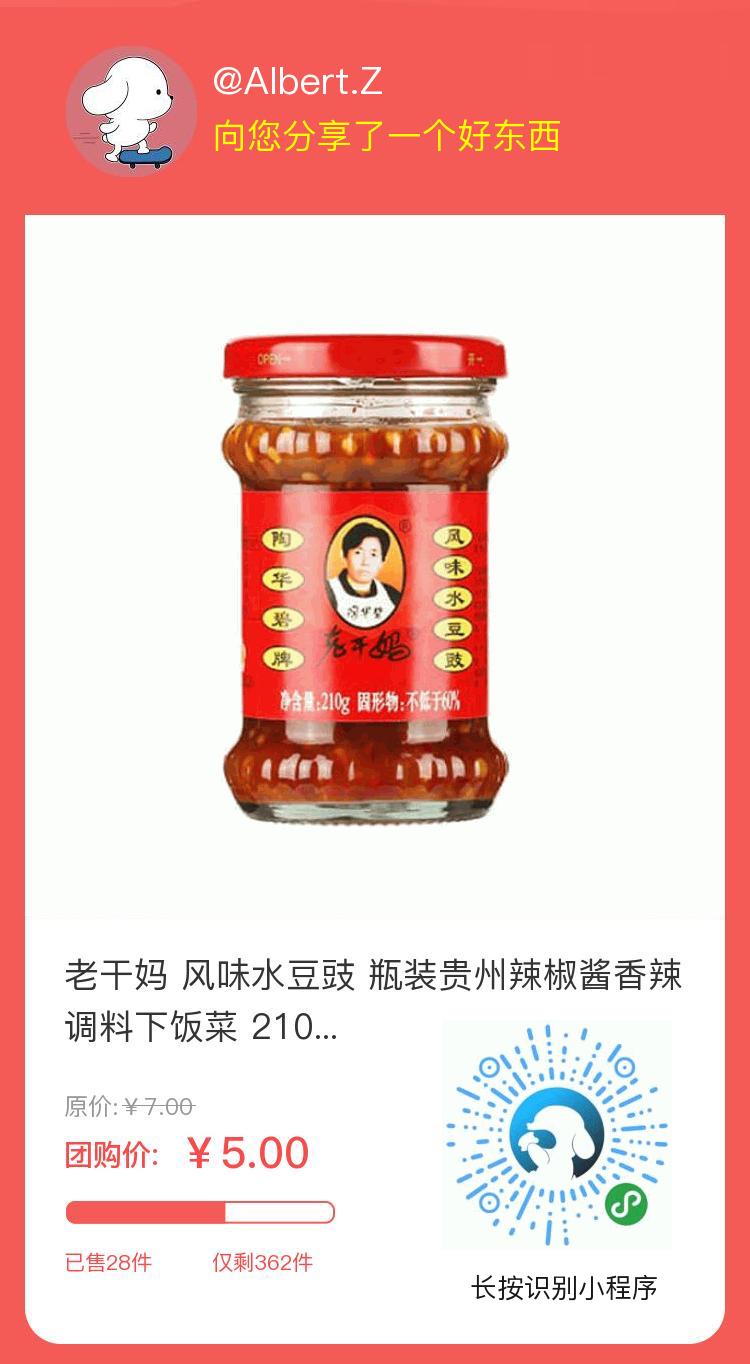 @Albert.Z
向您分享了一个好东西
OPEN
开
陶华碧牌
陶华碧
老干妈
风味水豆豉
净含量:210g 固形物:不低于60%
老干妈 风味水豆豉 瓶装贵州辣椒酱香辣
调料下饭菜 210...
原价:￥7.00
团购价: ￥5.00
已售28件 仅剩362件
长按识别小程序